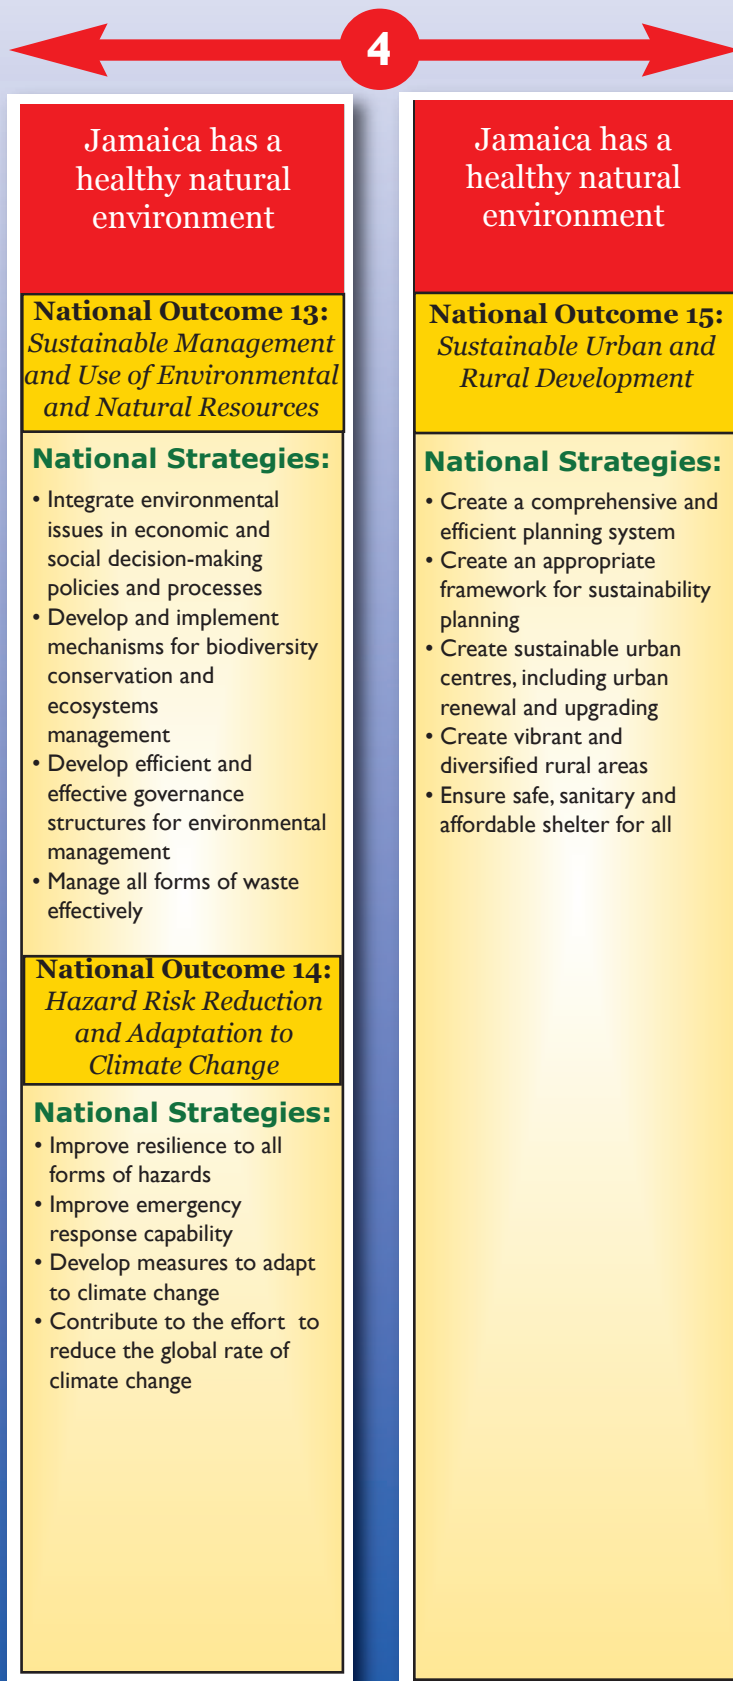 4
Jamaica has a
healthy natural
environment
National Outcome 13:
Sustainable Management
and Use of Environmental
and Natural Resources
National Strategies:
• Integrate environmental
issues in economic and
social decision-making
policies and processes
• Develop and implement
mechanisms for biodiversity
conservation and
ecosystems
management
• Develop efficient and
effective governance
structures for environmental
management
• Manage all forms of waste
effectively
National Outcome 14:
Hazard Risk Reduction
and Adaptation to
Climate Change
National Strategies:
• Improve resilience to all
forms of hazards
• Improve emergency
response capability
• Develop measures to adapt
to climate change
• Contribute to the effort  to
reduce the global rate of
climate change
Jamaica has a
healthy natural
environment
National Outcome 15:
Sustainable Urban and
Rural Development
National Strategies:
• Create a comprehensive and
efficient planning system
• Create an appropriate
framework for sustainability
planning
• Create sustainable urban
centres, including urban
renewal and upgrading
• Create vibrant and
diversified rural areas
• Ensure safe, sanitary and
affordable shelter for all